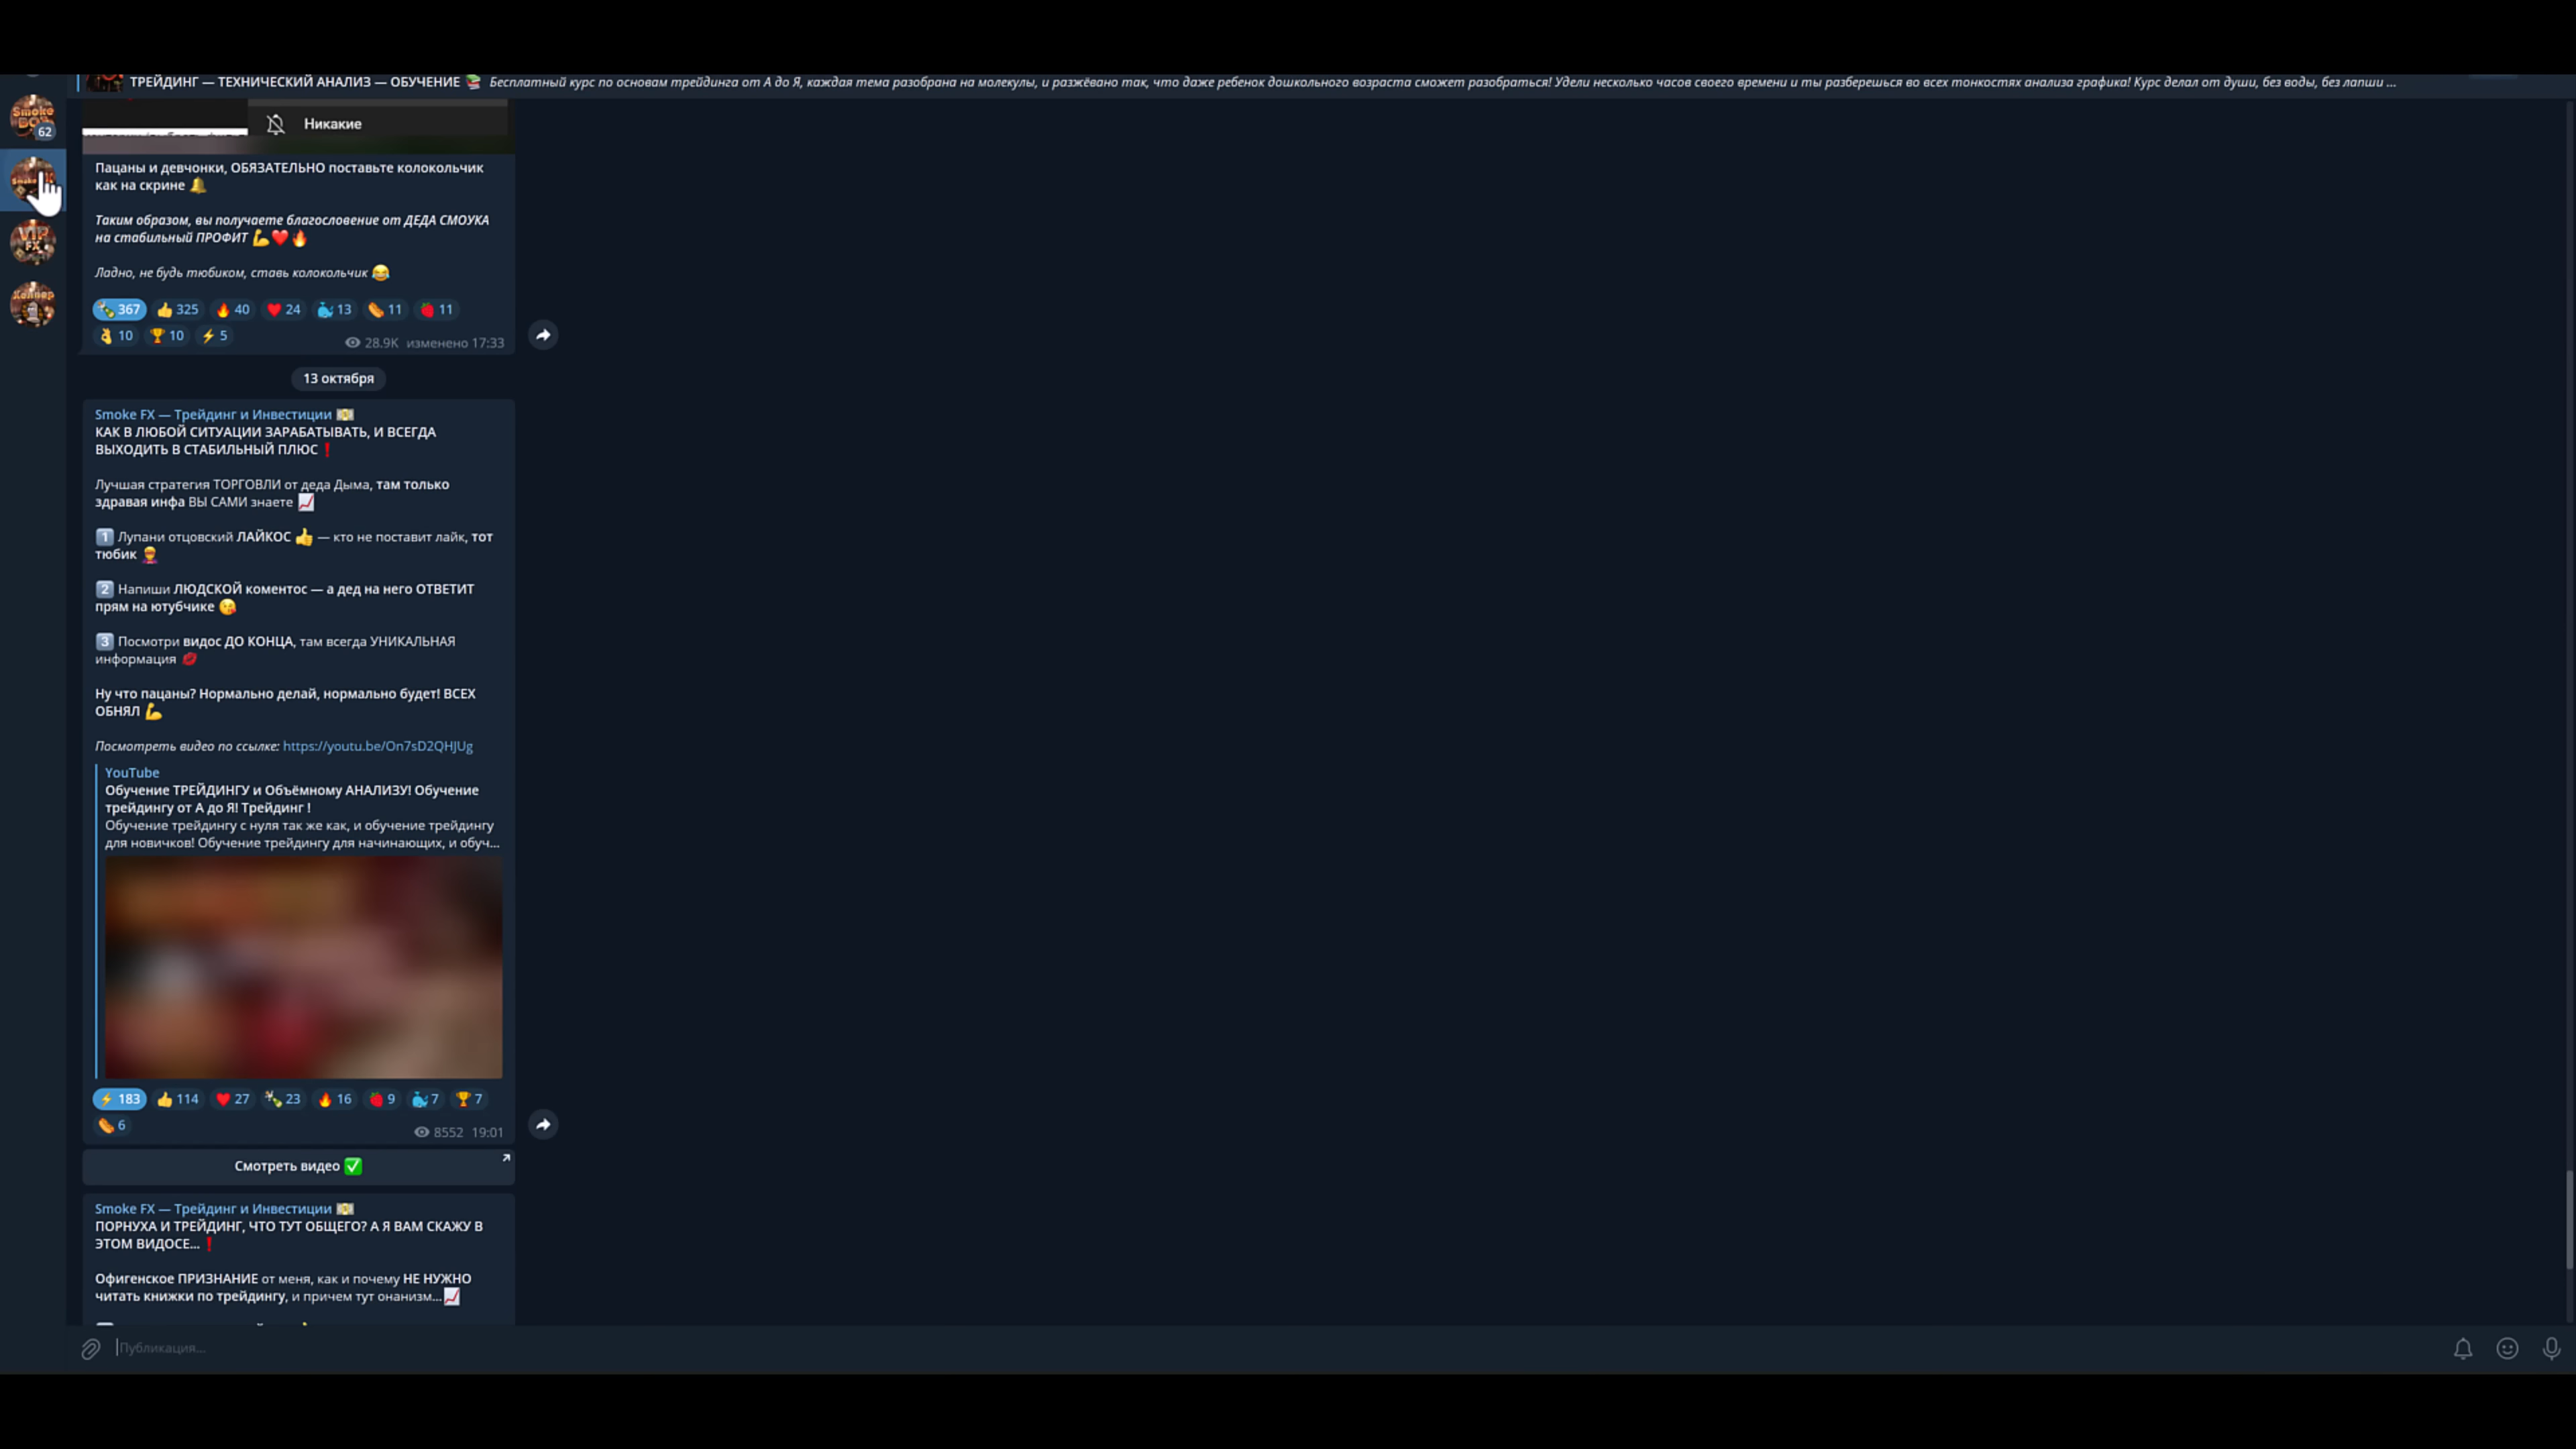 ТРЕЙДИНГ — ТЕХНИЧЕСКИЙ АНАЛИЗ — ОБУЧЕНИЕ 📚 Бесплатный курс по основам трейдинга от А до Я, каждая тема разобрана на молекулы, и разжёвано так, что даже ребенок дошкольного возраста сможет разобраться! Удели несколько часов своего времени и ты разберешься во всех тонкостях анализа графика! Курс делал от души, без воды, без лапши ...
Smoke
BOT
62
VIP
FX
Никакие
Пацаны и девчонки, ОБЯЗАТЕЛЬНО поставьте колокольчик
как на скрине 🔔
Таким образом, вы получаете благословение от ДЕДА СМОУКА
на стабильный ПРОФИТ 💪❤️🔥
Ладно, не будь тюбиком, ставь колокольчик 😂
🍾 367 👍 325 🔥 40 ❤️ 24 🐳 13 🌭 11 🍓 11
👌 10 🏆 10 ⚡ 5
28.9K изменено 17:33
13 октября
Smoke FX — Трейдинг и Инвестиции 💴
КАК В ЛЮБОЙ СИТУАЦИИ ЗАРАБАТЫВАТЬ, И ВСЕГДА
ВЫХОДИТЬ В СТАБИЛЬНЫЙ ПЛЮС❗
Лучшая стратегия ТОРГОВЛИ от деда Дыма, там только
здравая инфа ВЫ САМИ знаете 📈
1️⃣ Лупани отцовский ЛАЙКОС 👍 — кто не поставит лайк, тот
тюбик
2️⃣ Напиши ЛЮДСКОЙ коментос — а дед на него ОТВЕТИТ
прям на ютубчике 😘
3️⃣ Посмотри видос ДО КОНЦА, там всегда УНИКАЛЬНАЯ
информация 💋
Ну что пацаны? Нормально делай, нормально будет! ВСЕХ
ОБНЯЛ 💪
Посмотреть видео по ссылке: https://youtu.be/On7sD2QHJUg
YouTube
Обучение ТРЕЙДИНГУ и Объёмному АНАЛИЗУ! Обучение
трейдингу от А до Я! Трейдинг !
Обучение трейдингу с нуля так же как, и обучение трейдингу
для новичков! Обучение трейдингу для начинающих, и обуч...
⚡ 183 👍 114 ❤️ 27 🍾 23 🔥 16 🍓 9 🐳 7 🏆 7
🌭 6
8552 19:01
Смотреть видео ✅
Smoke FX — Трейдинг и Инвестиции 💴
ПОРНУХА И ТРЕЙДИНГ, ЧТО ТУТ ОБЩЕГО? А Я ВАМ СКАЖУ В
ЭТОМ ВИДОСЕ...❗
Офигенское ПРИЗНАНИЕ от меня, как и почему НЕ НУЖНО
читать книжки по трейдингу, и причем тут онанизм...📈
Публикация...